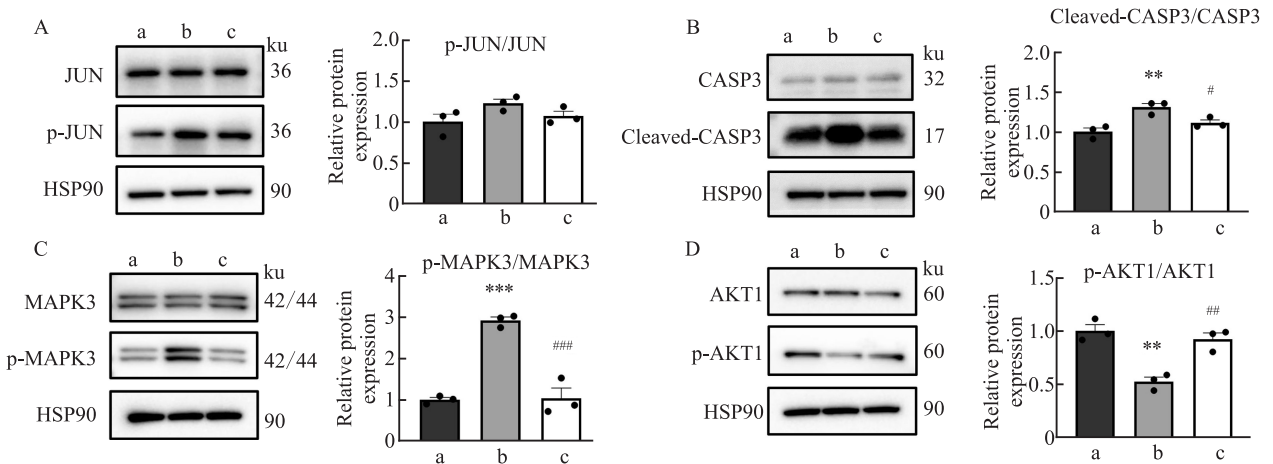 A
a b c
ku
JUN
36
p-JUN
36
HSP90
90
p-JUN/JUN
Relative protein
expression
2.0
1.5
1.0
0.5
0
a b c
B
a b c
ku
CASP3
32
Cleaved-CASP3
17
HSP90
90
Cleaved-CASP3/CASP3
Relative protein
expression
2.0
1.5
1.0
0.5
0
**
#
a b c
C
a b c
ku
MAPK3
42/44
p-MAPK3
42/44
HSP90
90
p-MAPK3/MAPK3
Relative protein
expression
4
3
2
1
0
***
###
a b c
D
a b c
ku
AKT1
60
p-AKT1
60
HSP90
90
p-AKT1/AKT1
Relative protein
expression
1.5
1.0
0.5
0
**
##
a b c